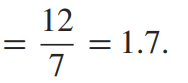 = 12/7 = 1.7.